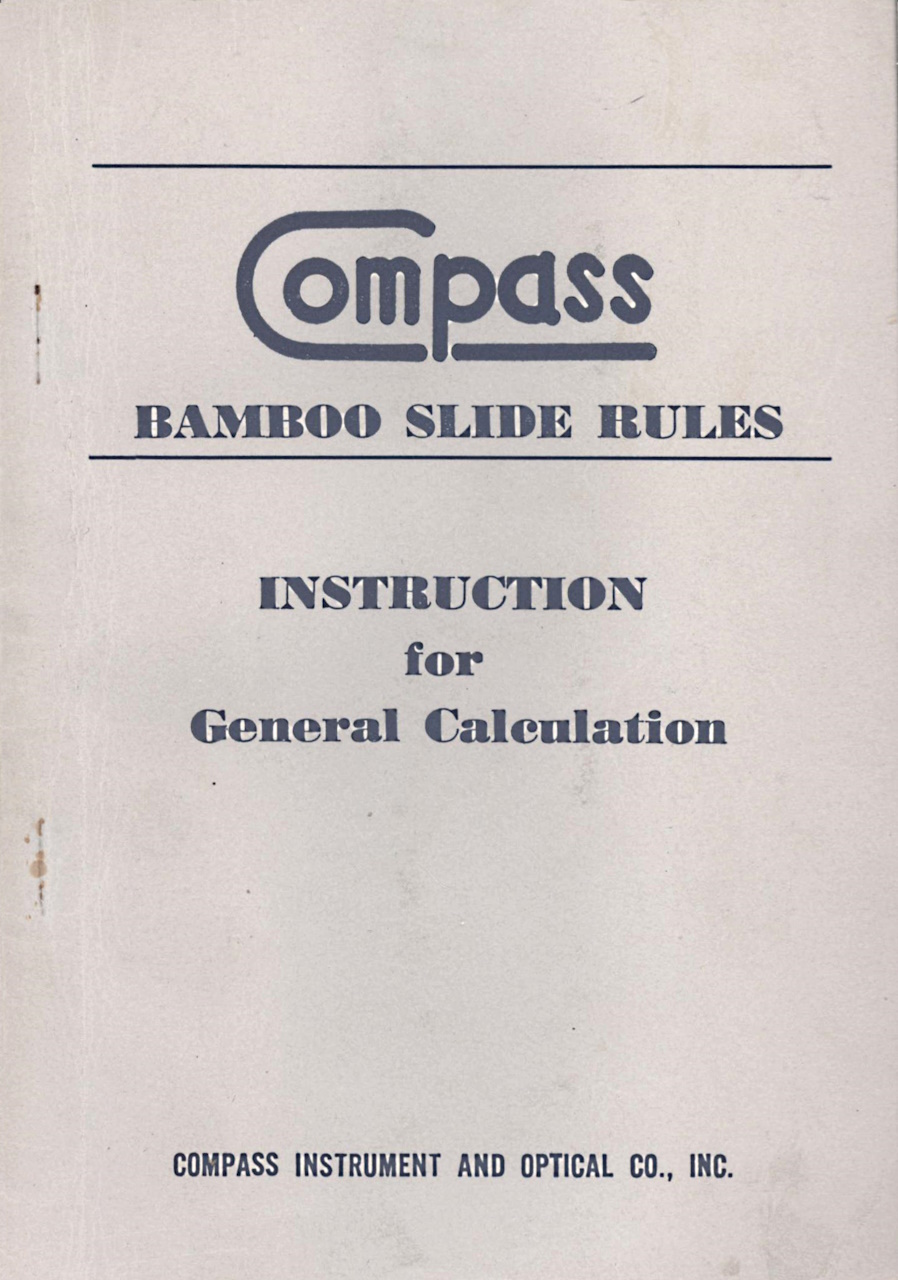 Compass
BAMBOO SLIDE RULES
INSTRUCTION
for
General Calculation
COMPASS INSTRUMENT AND OPTICAL CO., INC.